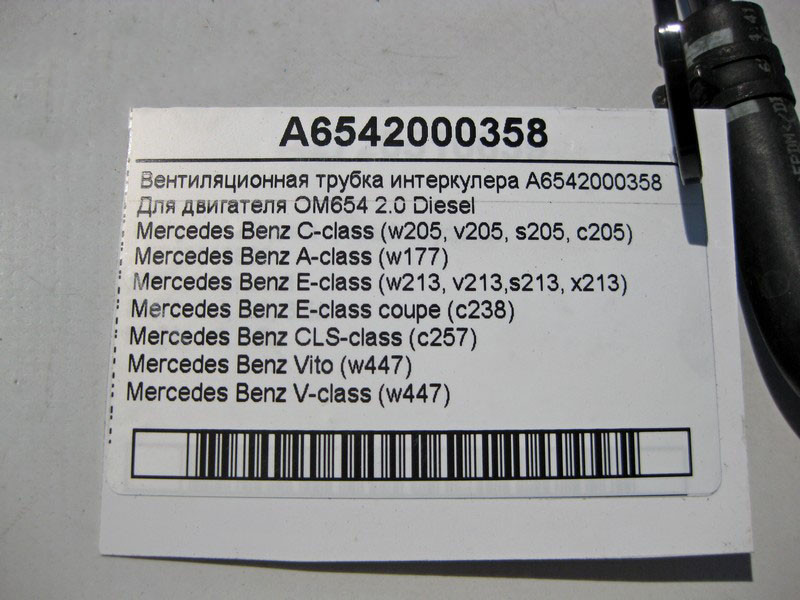 A6542000358
Вентиляционная трубка интеркулера A6542000358
Для двигателя OM654 2.0 Diesel
Mercedes Benz C-class (w205, v205, s205, c205)
Mercedes Benz A-class (w177)
Mercedes Benz E-class (w213, v213,s213, x213)
Mercedes Benz E-class coupe (c238)
Mercedes Benz CLS-class (c257)
Mercedes Benz Vito (w447)
Mercedes Benz V-class (w447)